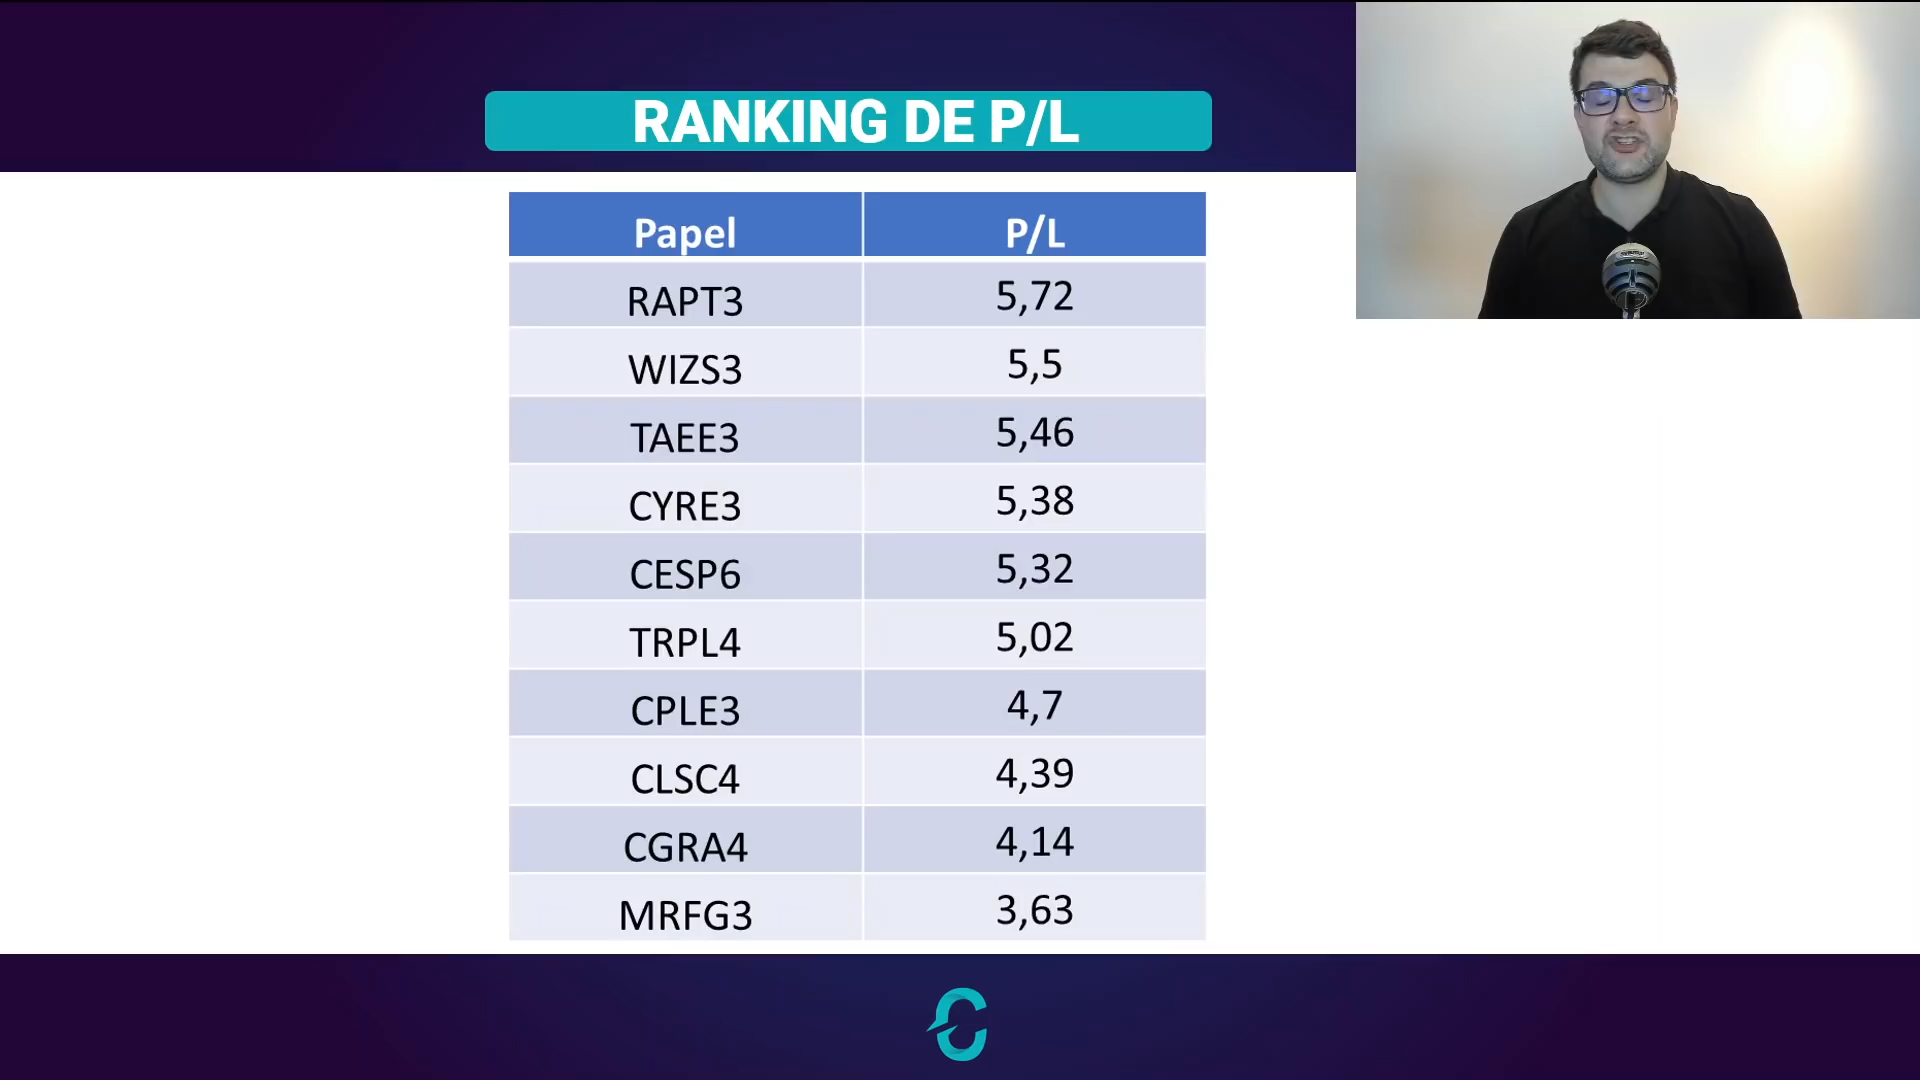 RANKING DE P/L
Papel P/L
RAPT3 5,72
WIZS3 5,5
TAEE3 5,46
CYRE3 5,38
CESP6 5,32
TRPL4 5,02
CPLE3 4,7
CLSC4 4,39
CGRA4 4,14
MRFG3 3,63